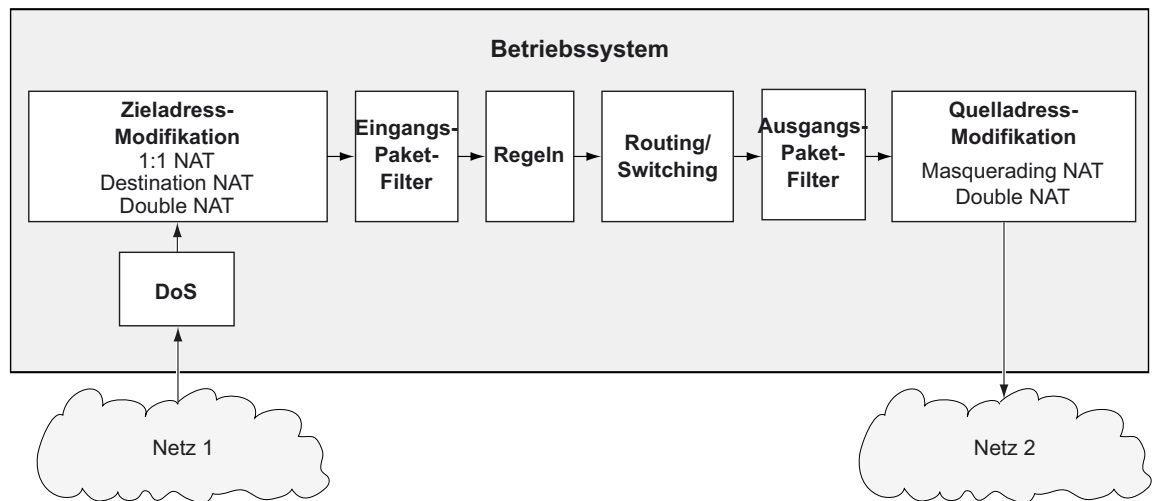 Betriebssystem
Zieladress-
Modifikation
1:1 NAT
Destination NAT
Double NAT
Eingangs-
Paket-
Filter
Regeln
Routing/
Switching
Ausgangs-
Paket-
Filter
Quelladress-
Modifikation
Masquerading NAT
Double NAT
DoS
Netz 1
Netz 2